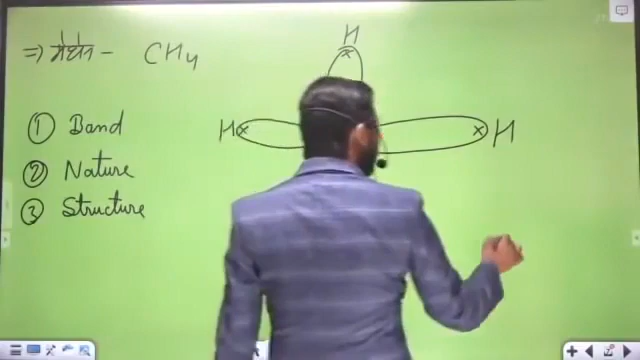 H
⇒ मेथेन - CH4
① Band
H x x H
② Nature
③ Structure